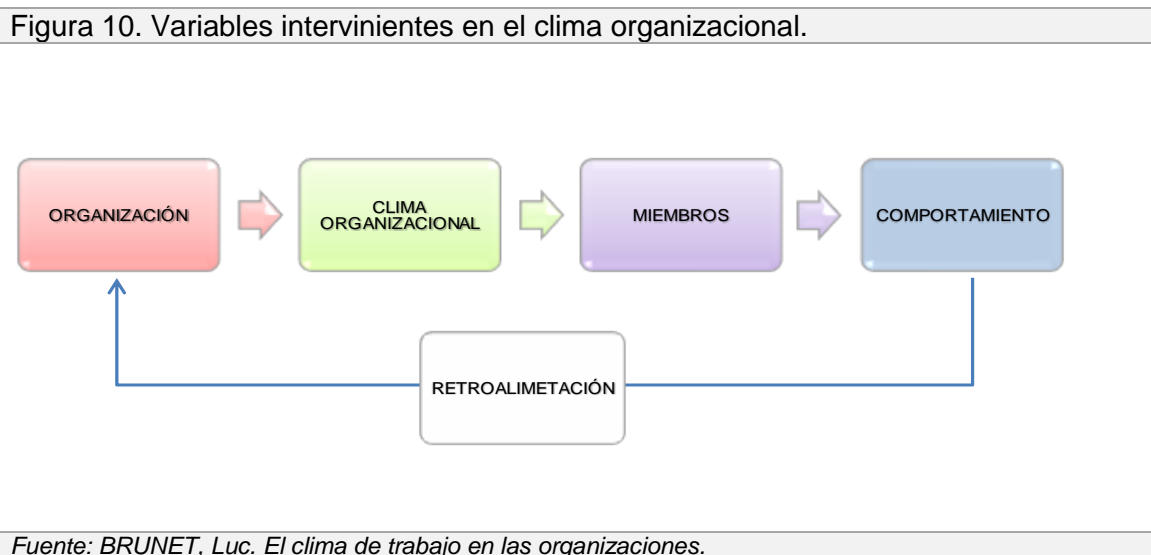 Figura 10. Variables intervinientes en el clima organizacional.
ORGANIZACIÓN
CLIMA
ORGANIZACIONAL
MIEMBROS
COMPORTAMIENTO
RETROALIMETACIÓN
Fuente: BRUNET, Luc. El clima de trabajo en las organizaciones.